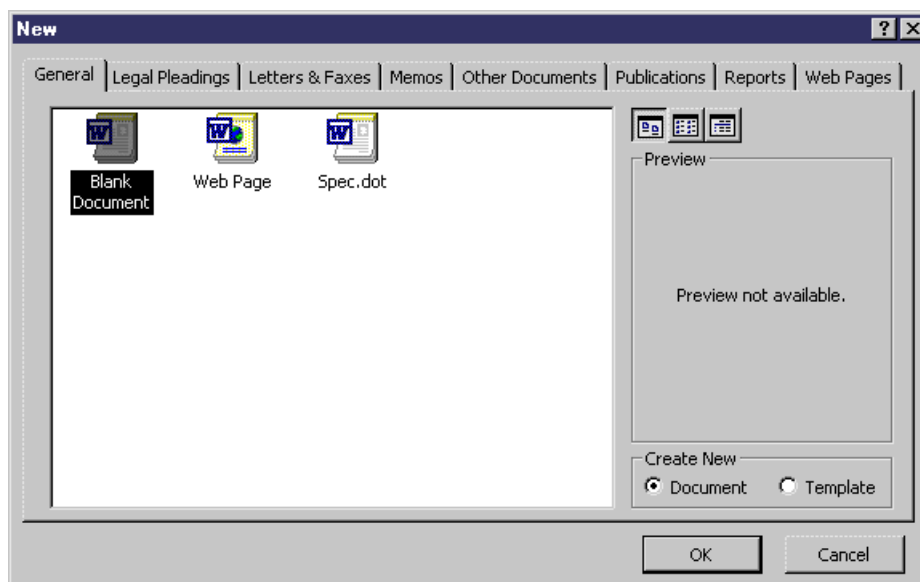 New
General Legal Pleadings Letters & Faxes Memos Other Documents Publications Reports Web Pages
Blank
Document
Web Page
Spec.dot
Preview
Preview not available.
Create New
Document Template
OK Cancel